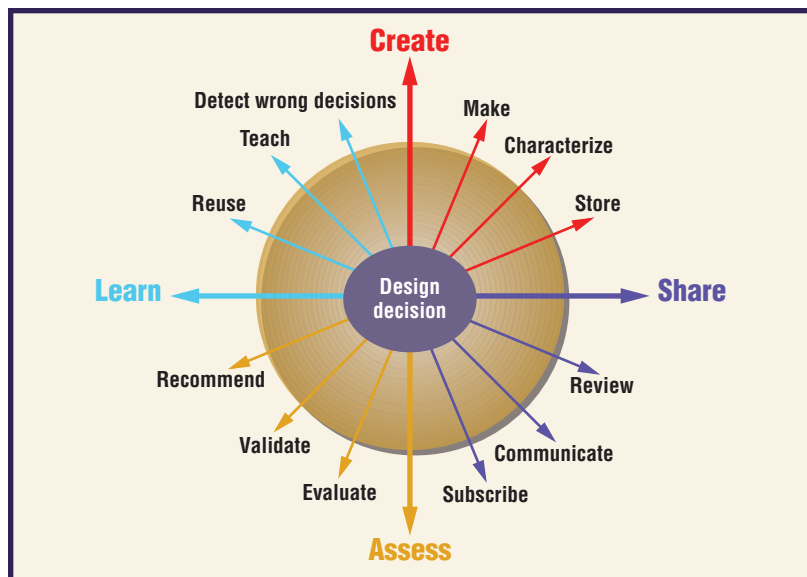 Create
Detect wrong decisions
Make
Teach
Characterize
Reuse
Store
Learn
Design
decision
Share
Recommend
Review
Validate
Communicate
Evaluate
Subscribe
Assess